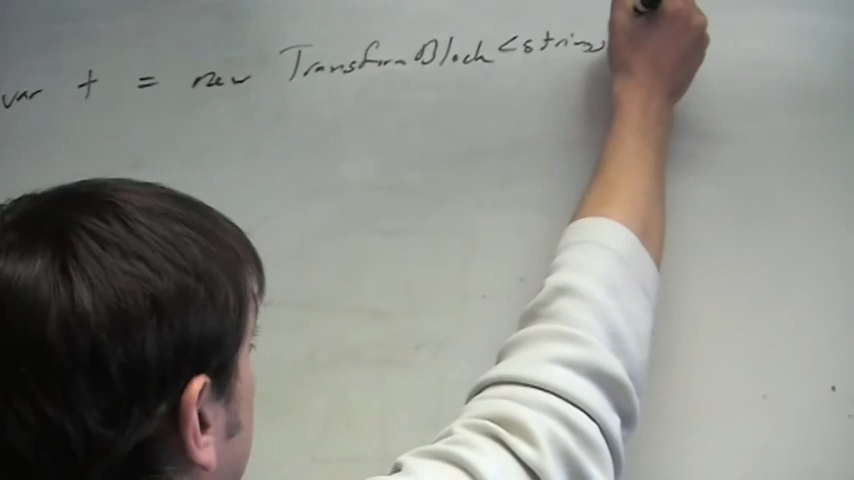 var t = new TransformBlock<string